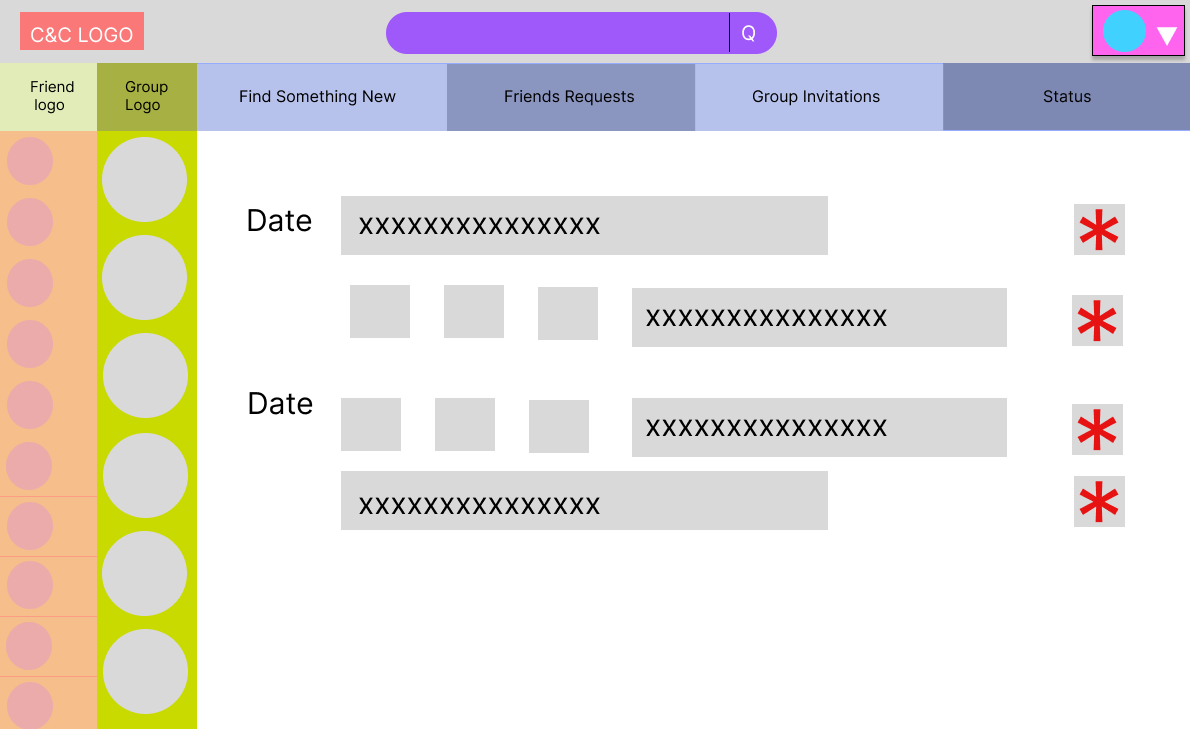 C&C LOGO
Q
Friend
logo
Group
Logo
Find Something New
Friends Requests
Group Invitations
Status
Date
xxxxxxxxxxxxxxx
*
xxxxxxxxxxxxxxx
*
Date
xxxxxxxxxxxxxxx
*
xxxxxxxxxxxxxxx
*